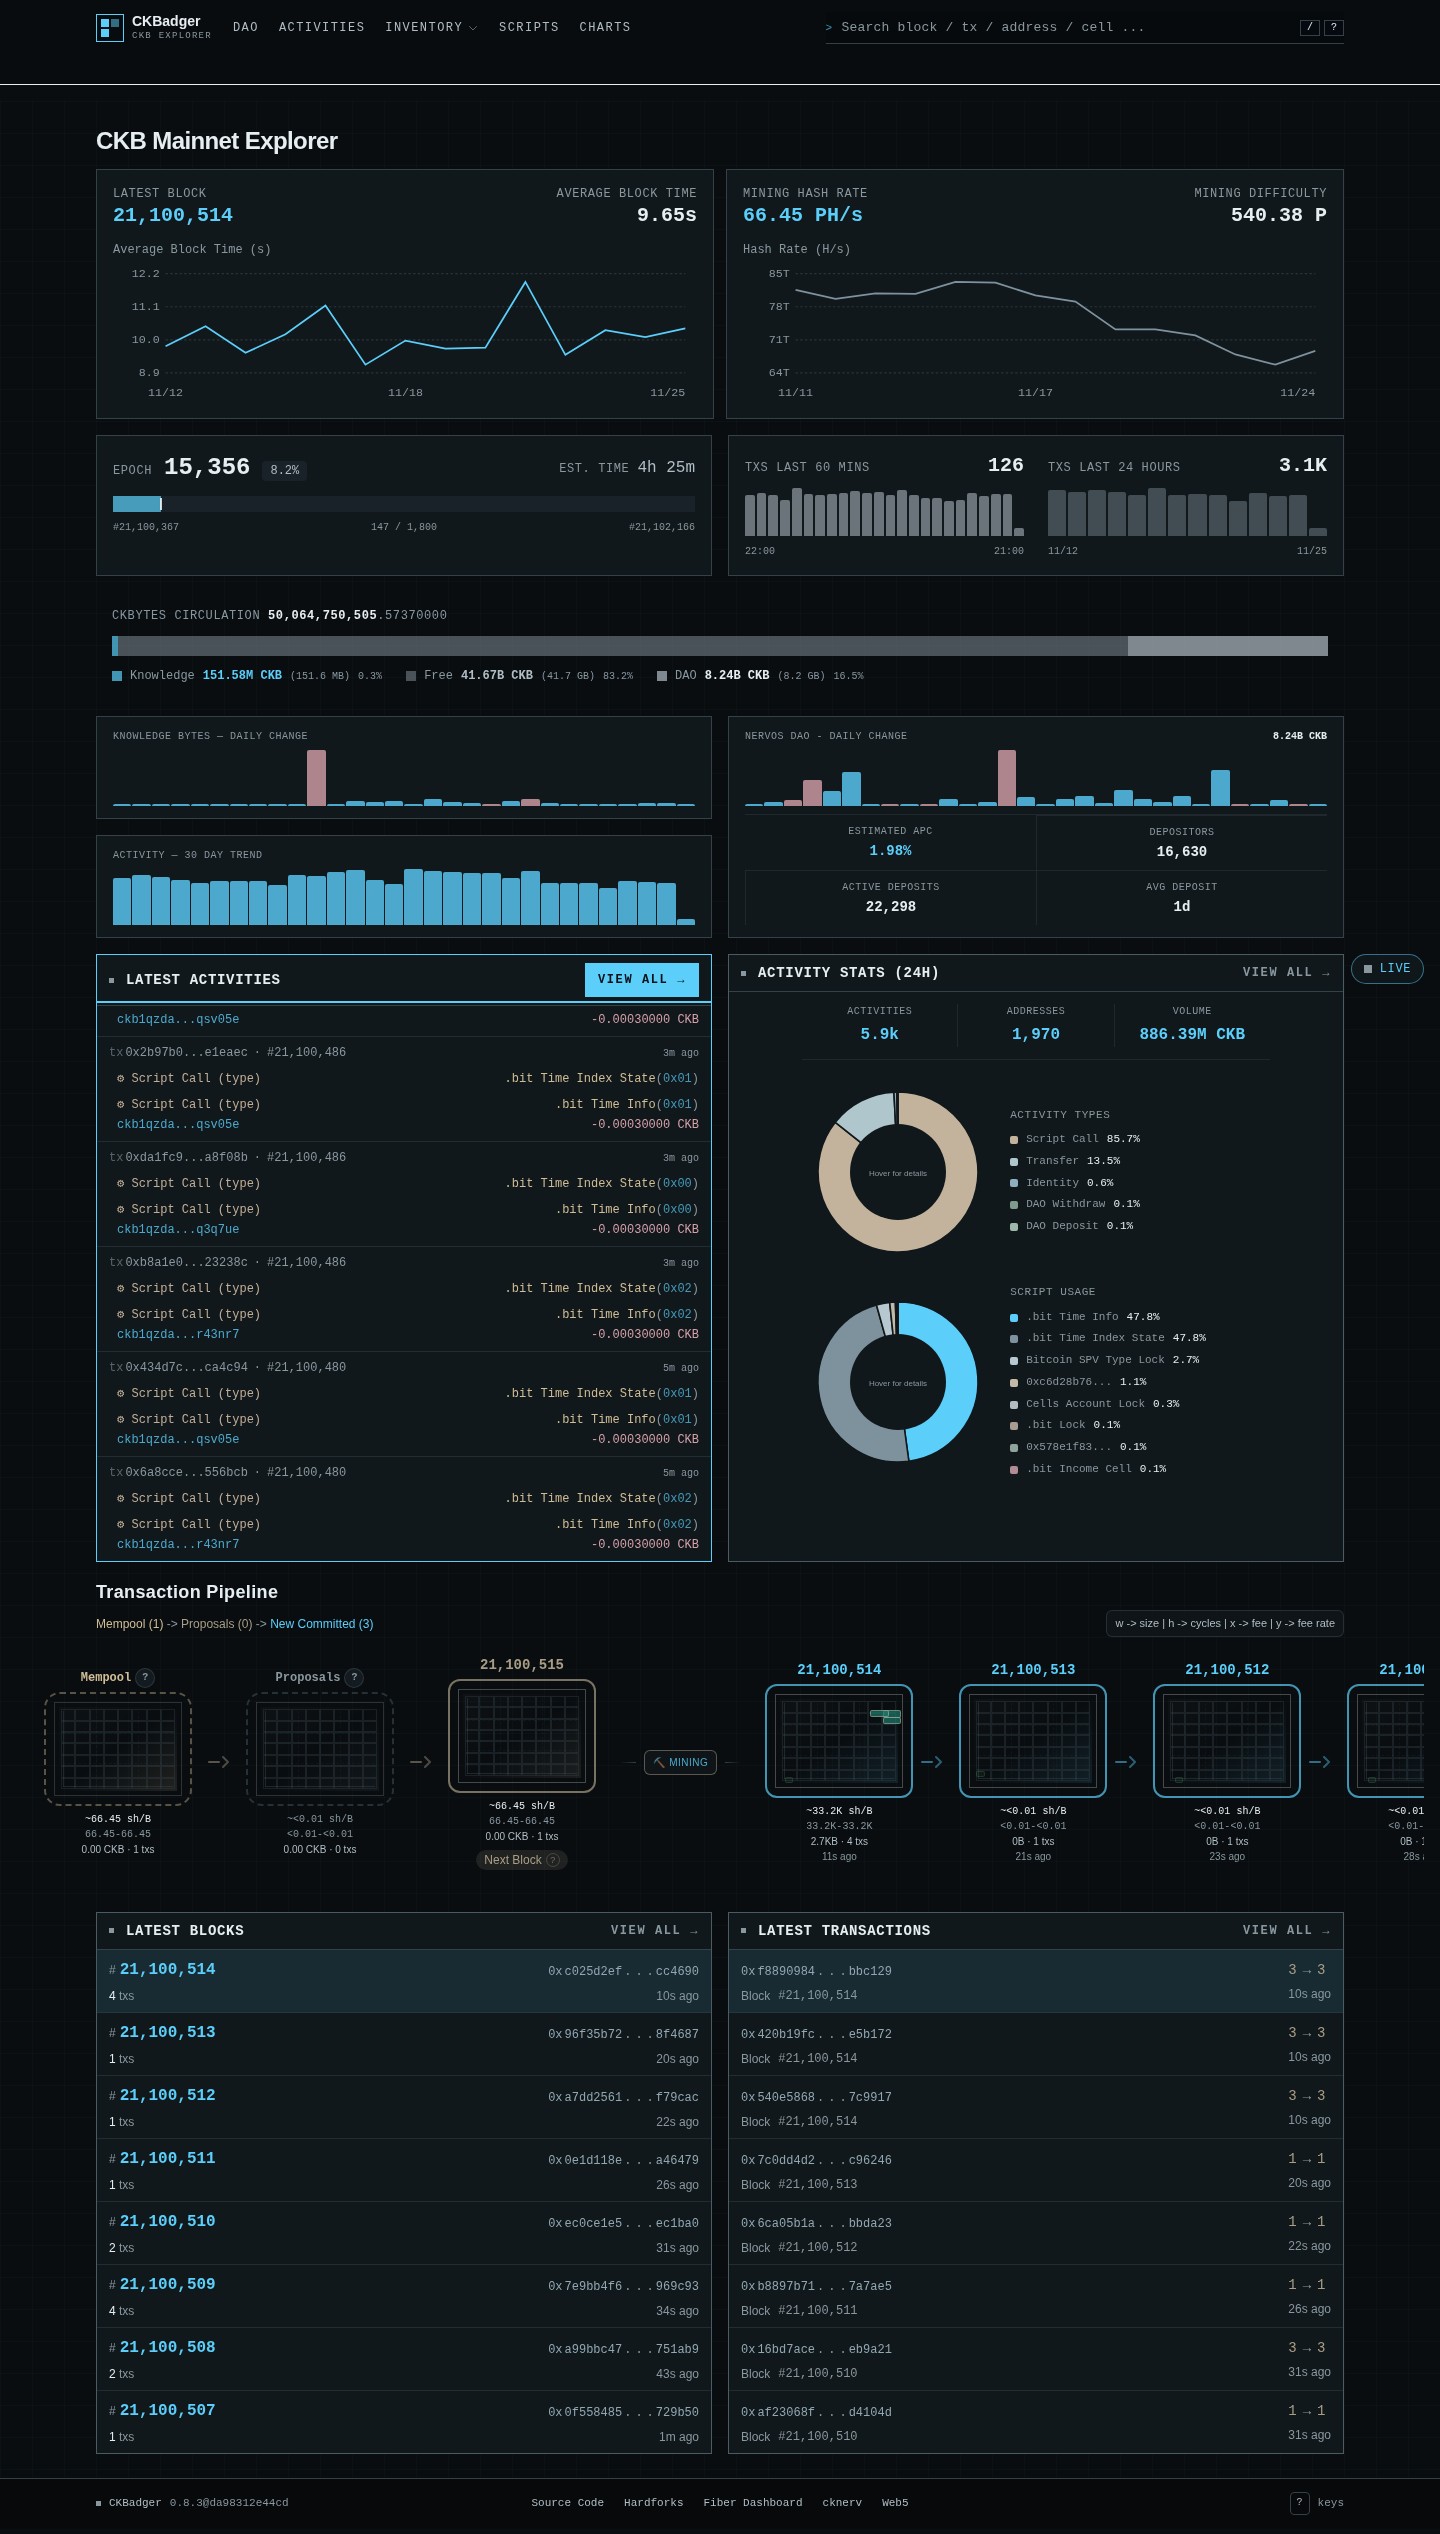 CKBadger
CKB EXPLORER
DAO ACTIVITIES INVENTORY SCRIPTS CHARTS
> Search block / tx / address / cell ... / ?
CKB Mainnet Explorer
LATEST BLOCK AVERAGE BLOCK TIME
21,100,514 9.65s
Average Block Time (s)
12.2
11.1
10.0
8.9
11/12 11/18 11/25
MINING HASH RATE MINING DIFFICULTY
66.45 PH/s 540.38 P
Hash Rate (H/s)
85T
78T
71T
64T
11/11 11/17 11/24
EPOCH 15,356 8.2% EST. TIME 4h 25m
#21,100,367 147 / 1,800 #21,102,166
TXS LAST 60 MINS 126
22:00 21:00
TXS LAST 24 HOURS 3.1K
11/12 11/25
CKBYTES CIRCULATION 50,064,750,505.57370000
Knowledge 151.58M CKB (151.6 MB) 0.3% Free 41.67B CKB (41.7 GB) 83.2% DAO 8.24B CKB (8.2 GB) 16.5%
KNOWLEDGE BYTES — DAILY CHANGE
ACTIVITY — 30 DAY TREND
NERVOS DAO - DAILY CHANGE 8.24B CKB
ESTIMATED APC DEPOSITORS
1.98% 16,630
ACTIVE DEPOSITS AVG DEPOSIT
22,298 1d
LATEST ACTIVITIES VIEW ALL →
ckb1qzda...qsv05e -0.00030000 CKB
tx 0x2b97b0...e1eaec · #21,100,486 3m ago
⚙ Script Call (type) .bit Time Index State(0x01)
⚙ Script Call (type) .bit Time Info(0x01)
ckb1qzda...qsv05e -0.00030000 CKB
tx 0xda1fc9...a8f08b · #21,100,486 3m ago
⚙ Script Call (type) .bit Time Index State(0x00)
⚙ Script Call (type) .bit Time Info(0x00)
ckb1qzda...q3q7ue -0.00030000 CKB
tx 0xb8a1e0...23238c · #21,100,486 3m ago
⚙ Script Call (type) .bit Time Index State(0x02)
⚙ Script Call (type) .bit Time Info(0x02)
ckb1qzda...r43nr7 -0.00030000 CKB
tx 0x434d7c...ca4c94 · #21,100,480 5m ago
⚙ Script Call (type) .bit Time Index State(0x01)
⚙ Script Call (type) .bit Time Info(0x01)
ckb1qzda...qsv05e -0.00030000 CKB
tx 0x6a8cce...556bcb · #21,100,480 5m ago
⚙ Script Call (type) .bit Time Index State(0x02)
⚙ Script Call (type) .bit Time Info(0x02)
ckb1qzda...r43nr7 -0.00030000 CKB
ACTIVITY STATS (24H) VIEW ALL →
LIVE
ACTIVITIES ADDRESSES VOLUME
5.9k 1,970 886.39M CKB
Hover for details
ACTIVITY TYPES
Script Call 85.7%
Transfer 13.5%
Identity 0.6%
DAO Withdraw 0.1%
DAO Deposit 0.1%
Hover for details
SCRIPT USAGE
.bit Time Info 47.8%
.bit Time Index State 47.8%
Bitcoin SPV Type Lock 2.7%
0xc6d28b76... 1.1%
Cells Account Lock 0.3%
.bit Lock 0.1%
0x578e1f83... 0.1%
.bit Income Cell 0.1%
Transaction Pipeline
Mempool (1) -> Proposals (0) -> New Committed (3) w -> size | h -> cycles | x -> fee | y -> fee rate
Mempool ?
~66.45 sh/B
66.45-66.45
0.00 CKB · 1 txs
Proposals ?
~<0.01 sh/B
<0.01-<0.01
0.00 CKB · 0 txs
21,100,515
~66.45 sh/B
66.45-66.45
0.00 CKB · 1 txs
Next Block ?
MINING
21,100,514
~33.2K sh/B
33.2K-33.2K
2.7KB · 4 txs
11s ago
21,100,513
~<0.01 sh/B
<0.01-<0.01
0B · 1 txs
21s ago
21,100,512
~<0.01 sh/B
<0.01-<0.01
0B · 1 txs
23s ago
21,100
~<0.01
<0.01-
0B · 1
28s
LATEST BLOCKS VIEW ALL →
# 21,100,514 0xc025d2ef...cc4690
4 txs 10s ago
# 21,100,513 0x96f35b72...8f4687
1 txs 20s ago
# 21,100,512 0xa7dd2561...f79cac
1 txs 22s ago
# 21,100,511 0x0e1d118e...a46479
1 txs 26s ago
# 21,100,510 0xec0ce1e5...ec1ba0
2 txs 31s ago
# 21,100,509 0x7e9bb4f6...969c93
4 txs 34s ago
# 21,100,508 0xa99bbc47...751ab9
2 txs 43s ago
# 21,100,507 0x0f558485...729b50
1 txs 1m ago
LATEST TRANSACTIONS VIEW ALL →
0xf8890984...bbc129 3 → 3
Block #21,100,514 10s ago
0x420b19fc...e5b172 3 → 3
Block #21,100,514 10s ago
0x540e5868...7c9917 3 → 3
Block #21,100,514 10s ago
0x7c0dd4d2...c96246 1 → 1
Block #21,100,513 20s ago
0x6ca05b1a...bbda23 1 → 1
Block #21,100,512 22s ago
0xb8897b71...7a7ae5 1 → 1
Block #21,100,511 26s ago
0x16bd7ace...eb9a21 3 → 3
Block #21,100,510 31s ago
0xaf23068f...d4104d 1 → 1
Block #21,100,510 31s ago
CKBadger 0.8.3@da98312e44cd Source Code Hardforks Fiber Dashboard cknerv Web5 ? keys